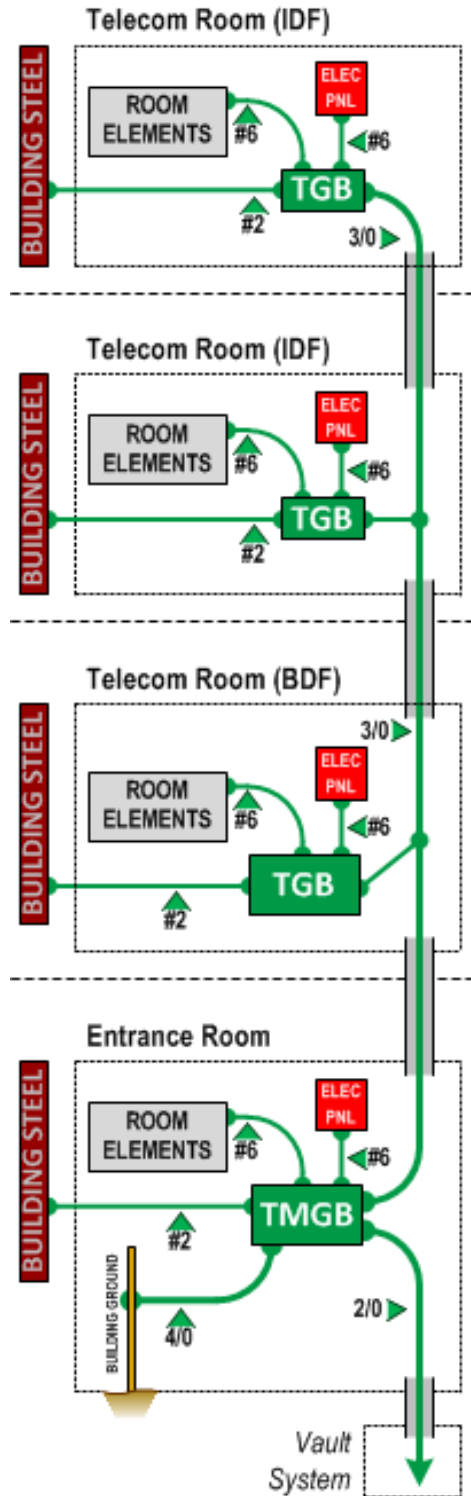 Telecom Room (IDF)
BUILDING STEEL
ROOM
ELEMENTS
ELEC
PNL
#6
#6
TGB
#2
3/0
Telecom Room (IDF)
BUILDING STEEL
ROOM
ELEMENTS
ELEC
PNL
#6
#6
TGB
#2
Telecom Room (BDF)
BUILDING STEEL
3/0
ROOM
ELEMENTS
ELEC
PNL
#6
#6
TGB
#2
Entrance Room
BUILDING STEEL
ROOM
ELEMENTS
ELEC
PNL
#6
#6
TMGB
#2
BUILDING GROUND
4/0
2/0
Vault
System